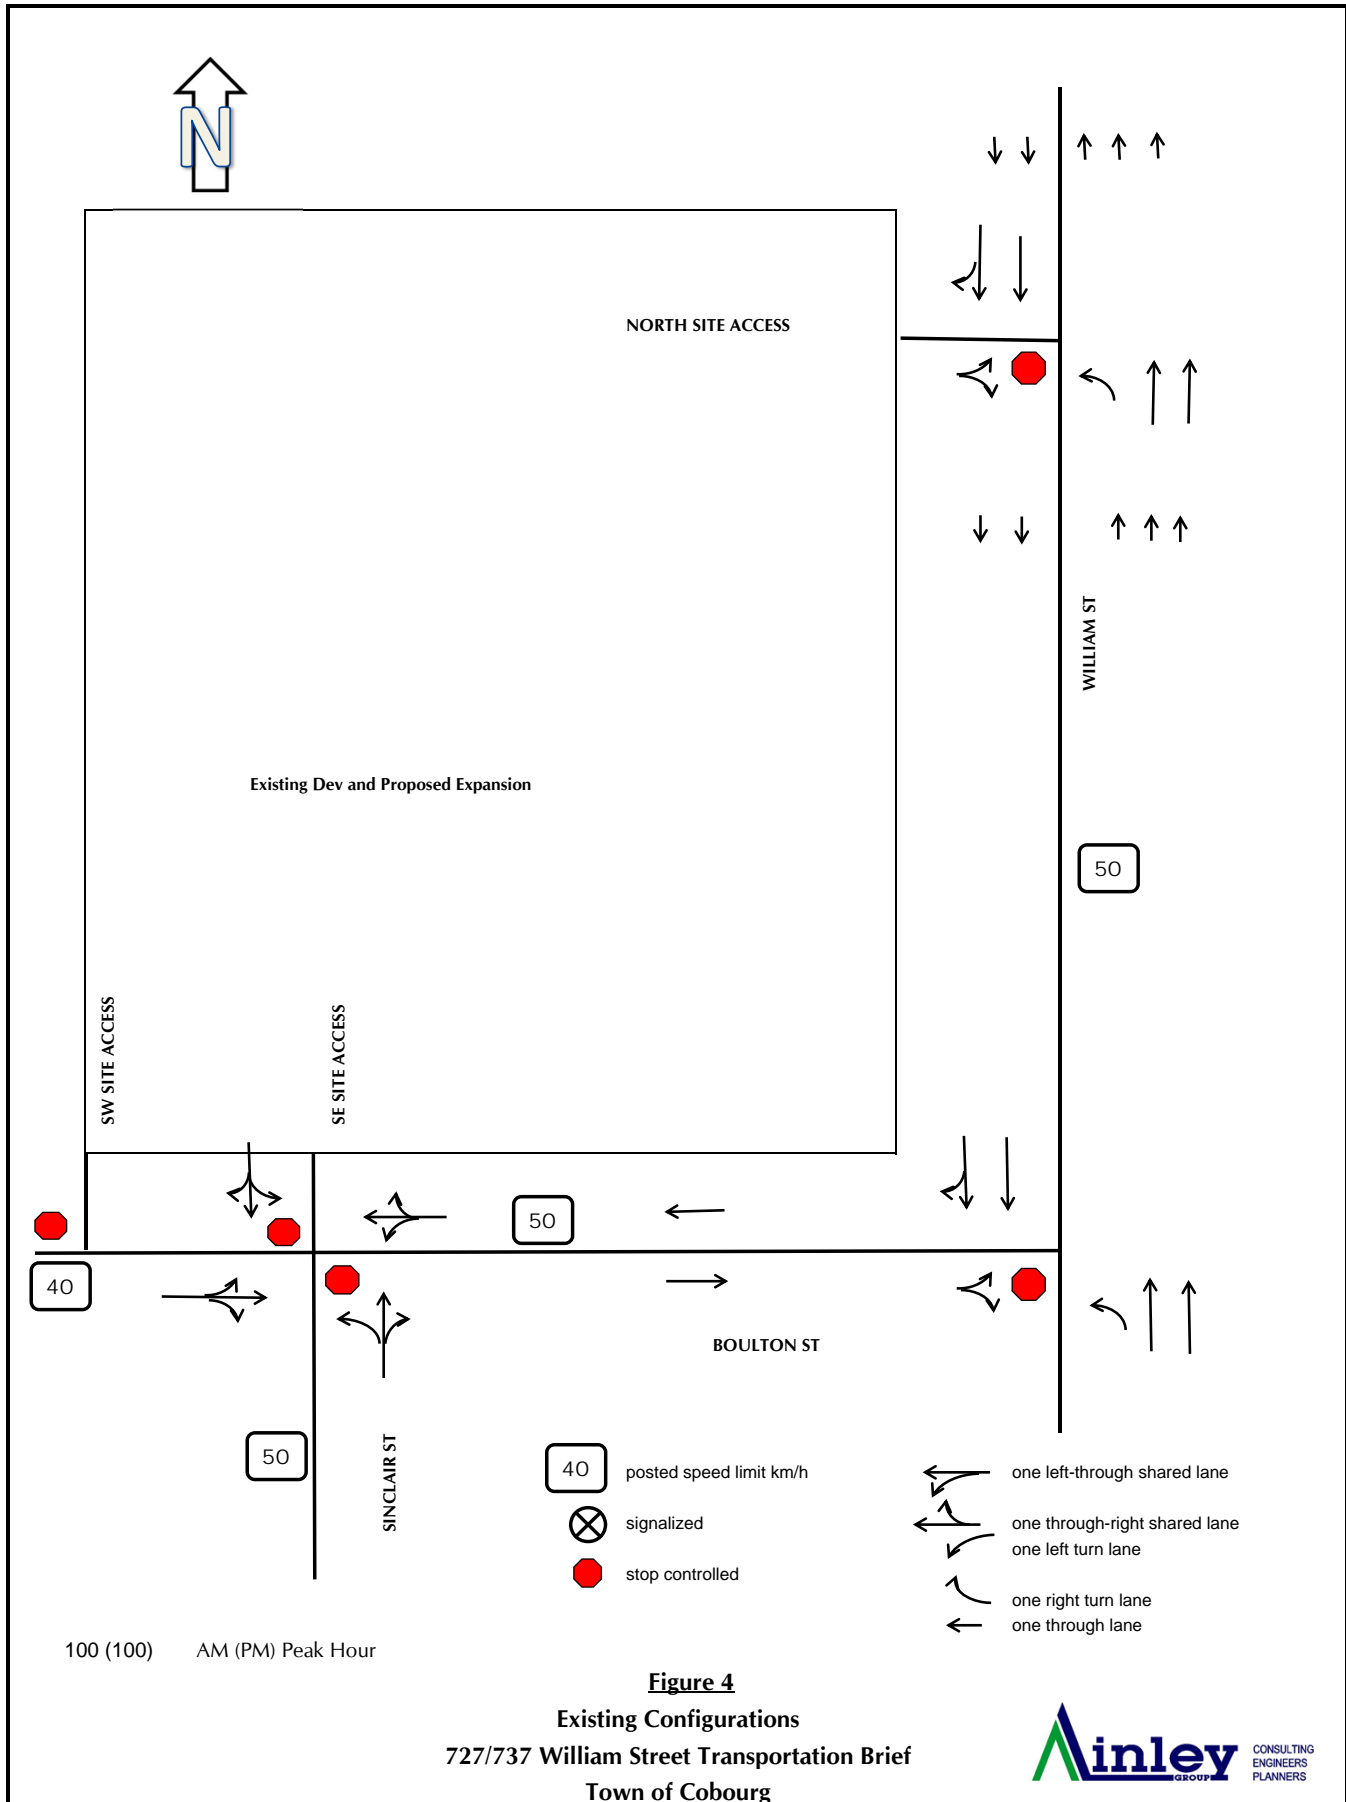 N
NORTH SITE ACCESS
WILLIAM ST
Existing Dev and Proposed Expansion
50
SW SITE ACCESS
SE SITE ACCESS
50
40
BOULTON ST
50
SINCLAIR ST
40 posted speed limit km/h
signalized
stop controlled
one left-through shared lane
one through-right shared lane
one left turn lane
one right turn lane
one through lane
100 (100) AM (PM) Peak Hour
Figure 4
Existing Configurations
727/737 William Street Transportation Brief
Town of Cobourg
Ainley
GROUP
CONSULTING
ENGINEERS
PLANNERS